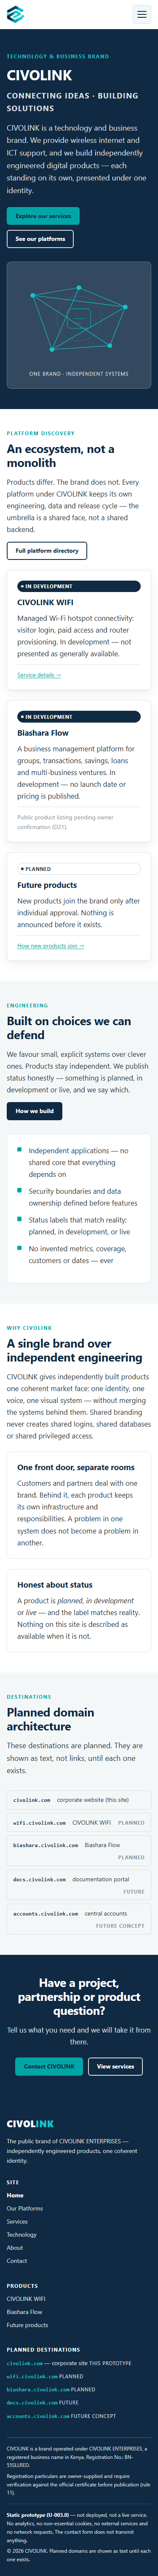 TECHNOLOGY & BUSINESS BRAND
CIVOLINK
CONNECTING IDEAS · BUILDING
SOLUTIONS
CIVOLINK is a technology and business
brand. We provide wireless internet and
ICT support, and we build independently
engineered digital products — each
standing on its own, presented under one
identity.
Explore our services
See our platforms
ONE BRAND · INDEPENDENT SYSTEMS
PLATFORM DISCOVERY
An ecosystem, not a
monolith
Products differ. The brand does not. Every
platform under CIVOLINK keeps its own
engineering, data and release cycle — the
umbrella is a shared face, not a shared
backend.
Full platform directory
IN DEVELOPMENT
CIVOLINK WIFI
Managed Wi-Fi hotspot connectivity:
visitor login, paid access and router
provisioning. In development — not
presented as generally available.
Service details →
IN DEVELOPMENT
Biashara Flow
A business management platform for
groups, transactions, savings, loans
and multi-business ventures. In
development — no launch date or
pricing is published.
Public product listing pending owner
confirmation (D21).
PLANNED
Future products
New products join the brand only after
individual approval. Nothing is
announced before it exists.
How new products join →
ENGINEERING
Built on choices we can
defend
We favour small, explicit systems over clever
ones. Products stay independent. We publish
status honestly — something is planned, in
development or live, and we say which.
How we build
Independent applications — no
shared core that everything
depends on
Security boundaries and data
ownership defined before features
Status labels that match reality:
planned, in development, or live
No invented metrics, coverage,
customers or dates — ever
WHY CIVOLINK
A single brand over
independent engineering
CIVOLINK gives independently built products
one coherent market face: one identity, one
voice, one visual system — without merging
the systems behind them. Shared branding
never creates shared logins, shared databases
or shared privileged access.
One front door, separate rooms
Customers and partners deal with one
brand. Behind it, each product keeps
its own infrastructure and
responsibilities. A problem in one
system does not become a problem in
another.
Honest about status
A product is planned, in development
or live — and the label matches reality.
Nothing on this site is described as
available when it is not.
DESTINATIONS
Planned domain
architecture
These destinations are planned. They are
shown as text, not links, until each one
exists.
civolink.com corporate website (this site)
wifi.civolink.com CIVOLINK WIFI PLANNED
biashara.civolink.com Biashara Flow
PLANNED
docs.civolink.com documentation portal
FUTURE
accounts.civolink.com central accounts
FUTURE CONCEPT
Have a project,
partnership or product
question?
Tell us what you need and we will take it from
there.
Contact CIVOLINK
View services
CIVOLINK
The public brand of CIVOLINK ENTERPRISES —
independently engineered products, one coherent
identity.
SITE
Home
Our Platforms
Services
Technology
About
Contact
PRODUCTS
CIVOLINK WIFI
Biashara Flow
Future products
PLANNED DESTINATIONS
civolink.com — corporate site THIS PROTOTYPE
wifi.civolink.com PLANNED
biashara.civolink.com PLANNED
docs.civolink.com FUTURE
accounts.civolink.com FUTURE CONCEPT
CIVOLINK is a brand operated under CIVOLINK ENTERPRISES, a
registered business name in Kenya. Registration No.: BN-
55SLLRED.
Registration particulars are owner-supplied and require
verification against the official certificate before publication (rule
11).
Static prototype (U-003.0) — not deployed, not a live service.
No analytics, no non-essential cookies, no external services and
no network requests. The contact form does not transmit
anything.
© 2026 CIVOLINK. Planned domains are shown as text until each
one exists.